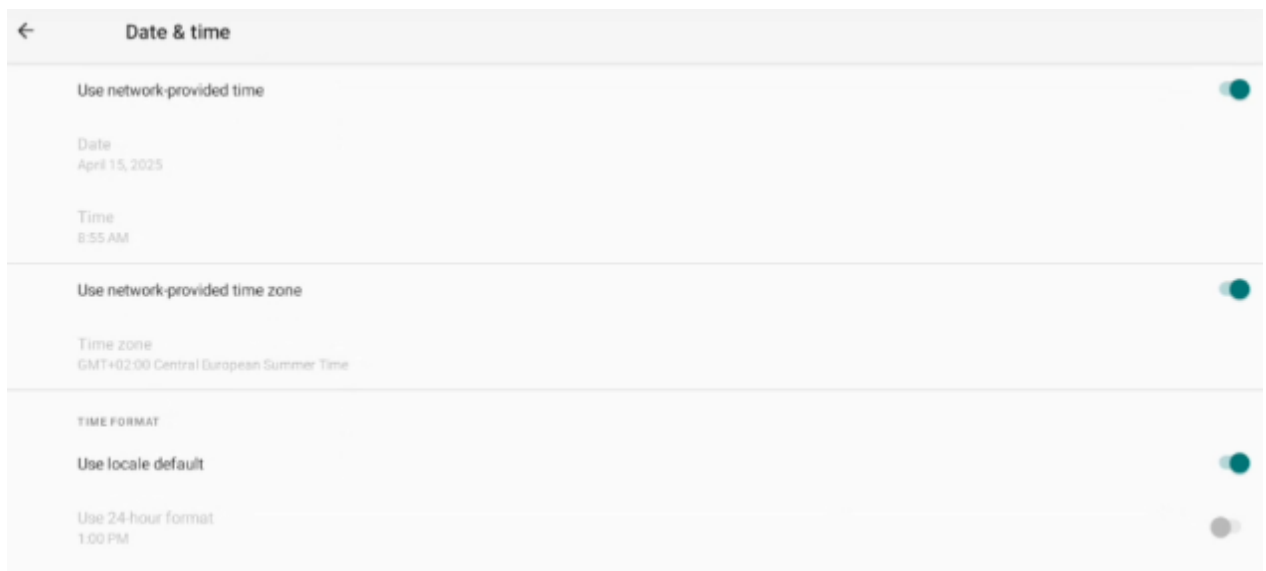 Date & time
Use network-provided time
Date
April 15, 2025
Time
8:55 AM
Use network-provided time zone
Time zone
GMT+02:00 Central European Summer Time
TIME FORMAT
Use locale default
Use 24-hour format
1:00 PM